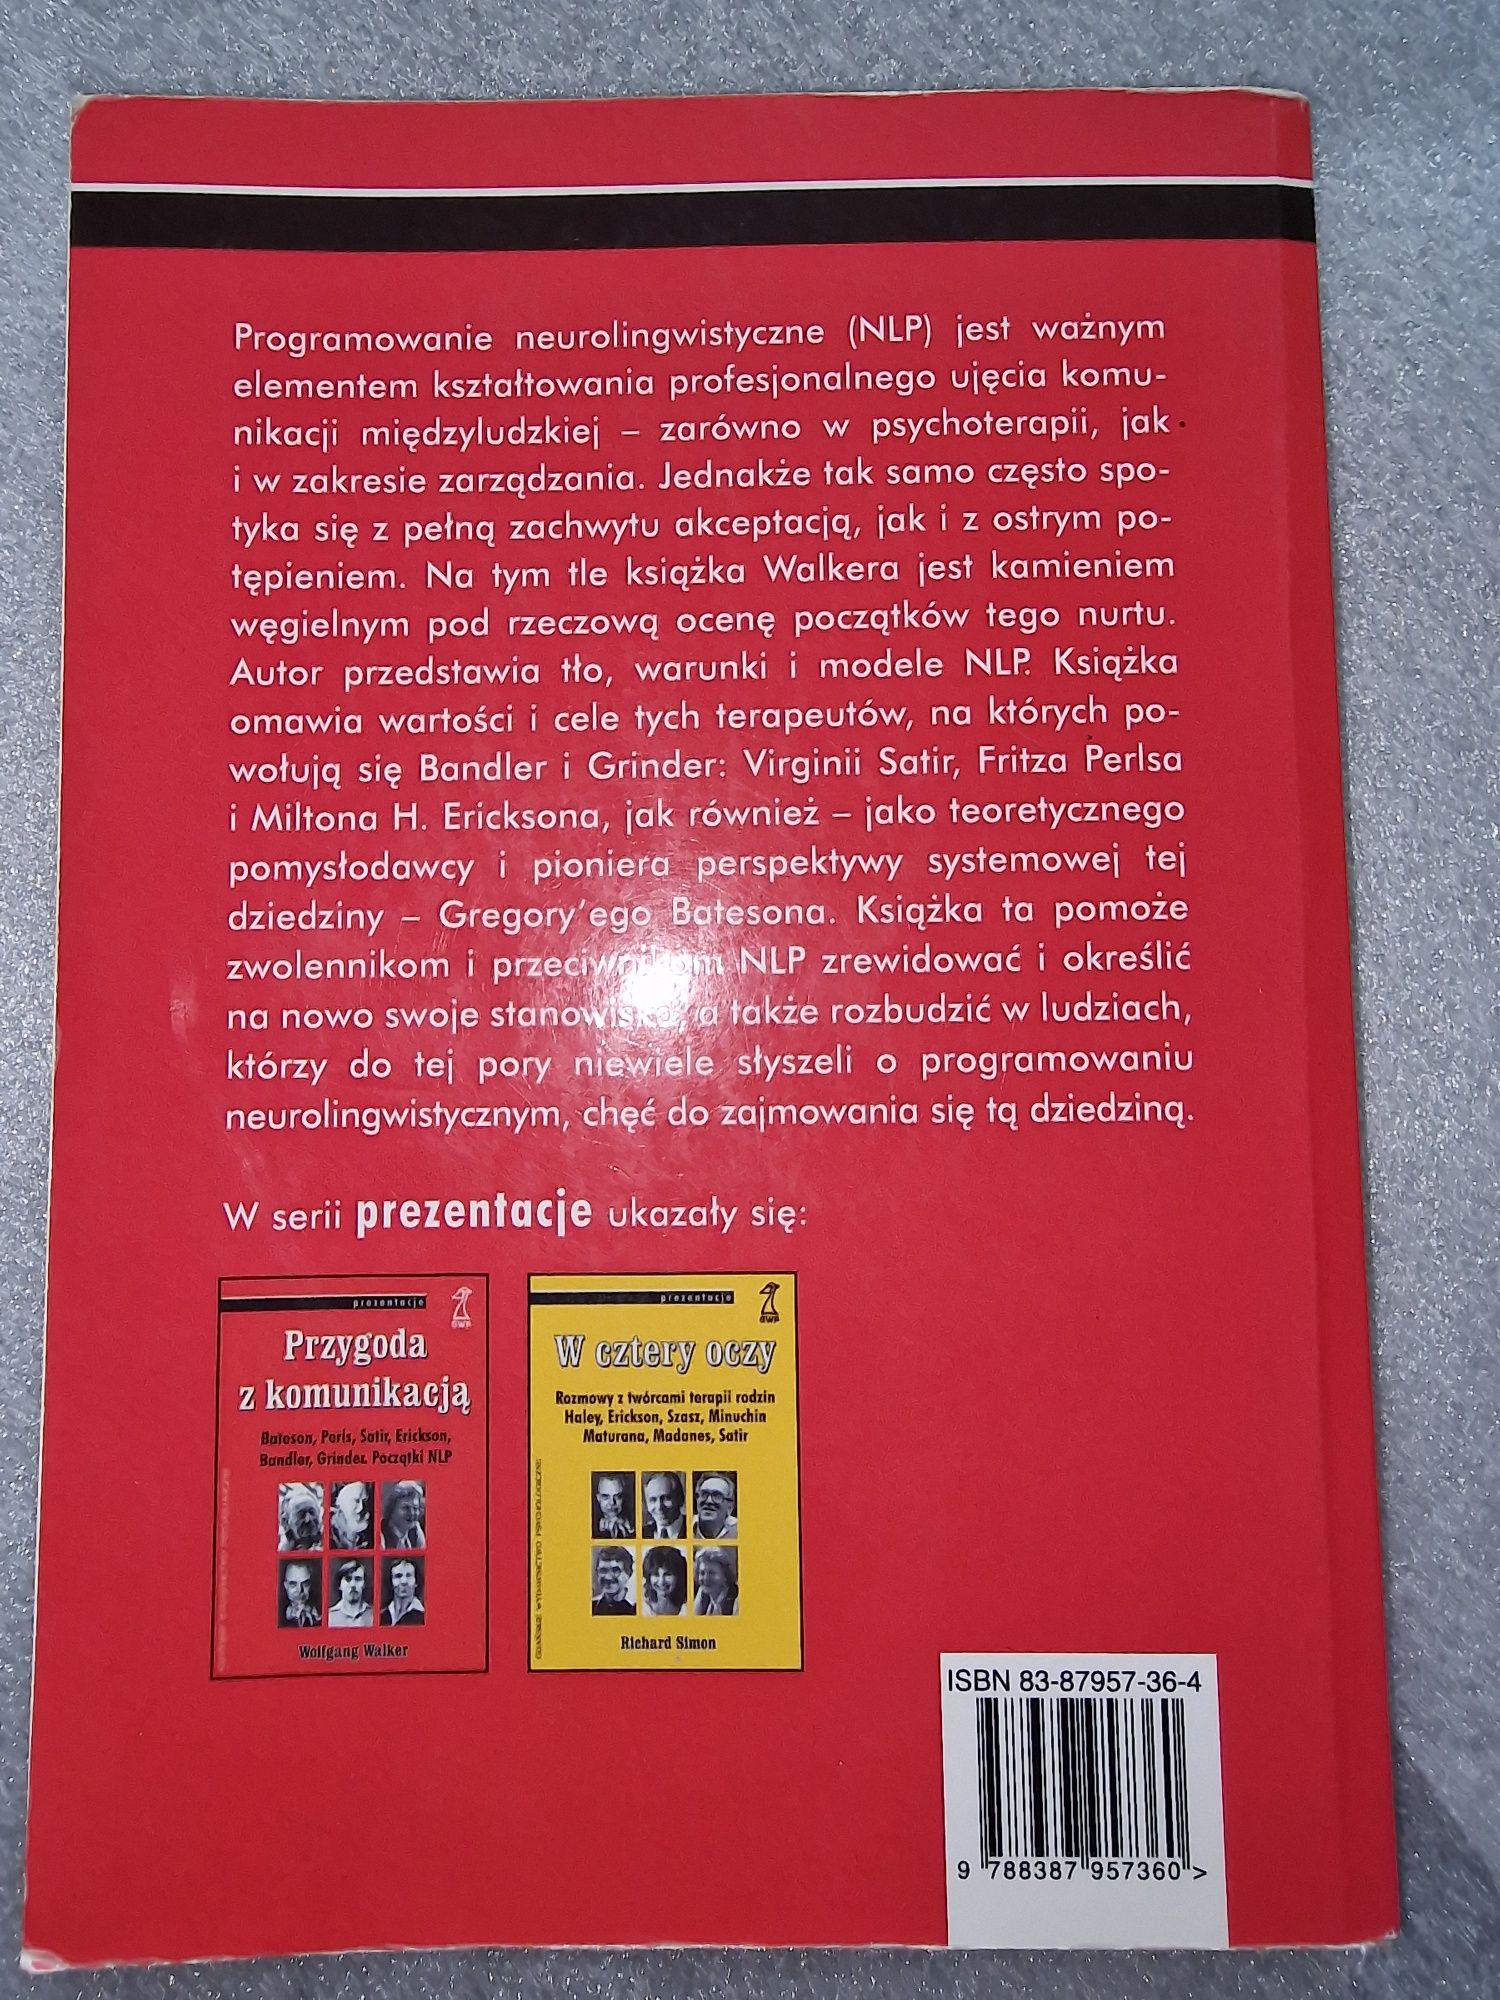 Programowanie neurolingwistyczne (NLP) jest ważnym
elementem kształtowania profesjonalnego ujęcia komu-
nikacji międzyludzkiej – zarówno w psychoterapii, jak
i w zakresie zarządzania. Jednakże tak samo często spo-
tyka się z pełną zachwytu akceptacją, jak i z ostrym po-
tępieniem. Na tym tle książka Walkera jest kamieniem
węgielnym pod rzeczową ocenę początków tego nurtu.
Autor przedstawia tło, warunki i modele NLP. Książka
omawia wartości i cele tych terapeutów, na których po-
wołują się Bandler i Grinder: Virginii Satir, Fritza Perlsa
i Miltona H. Ericksona, jak również – jako teoretycznego
pomysłodawcy i pioniera perspektywy systemowej tej
dziedziny – Gregory'ego Batesona. Książka ta pomoże
zwolennikom i przeciwnikom NLP zrewidować i określić
na nowo swoje stanowisko, a także rozbudzić w ludziach,
którzy do tej pory niewiele słyszeli o programowaniu
neurolingwistycznym, chęć do zajmowania się tą dziedziną.
W serii prezentacje ukazały się:
prezentacje
GWP
Przygoda
z komunikacją
Bateson, Perls, Satir, Erickson,
Bandler, Grinder. Początki NLP
Wolfgang Walker
prezentacje
GWP
W cztery oczy
Rozmowy z twórcami terapii rodzin
Haley, Erickson, Szasz, Minuchin
Maturana, Madanes, Satir
GDAŃSKIE WYDAWNICTWO PSYCHOLOGICZNE
Richard Simon
ISBN 83-87957-36-4
9 788387 957360 >